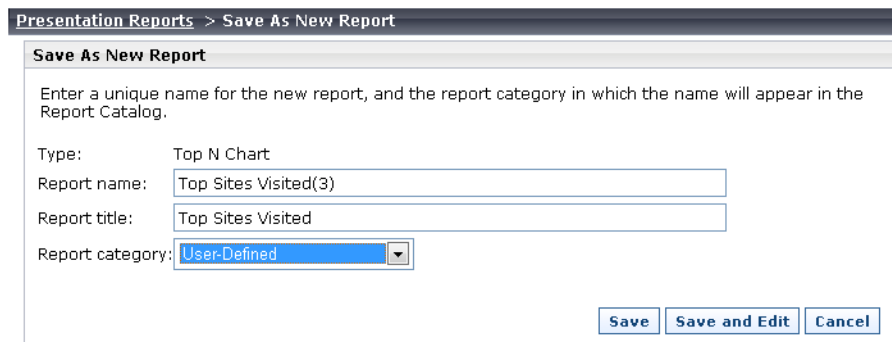 Presentation Reports > Save As New Report
Save As New Report
Enter a unique name for the new report, and the report category in which the name will appear in the
Report Catalog.
Type: Top N Chart
Report name: Top Sites Visited(3)
Report title: Top Sites Visited
Report category: User-Defined
Save Save and Edit Cancel